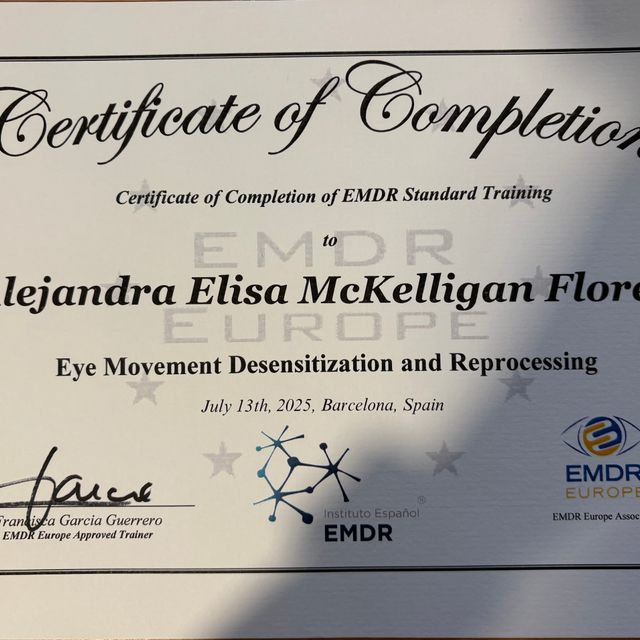 Certificate of Completion
Certificate of Completion of EMDR Standard Training
to
EMDR
EUROPE
lejandra Elisa McKelligan Flore
Eye Movement Desensitization and Reprocessing
July 13th, 2025, Barcelona, Spain
Francisca Garcia Guerrero
EMDR Europe Approved Trainer
Instituto Español ®
EMDR
EMDR
EUROPE
EMDR Europe Assoc